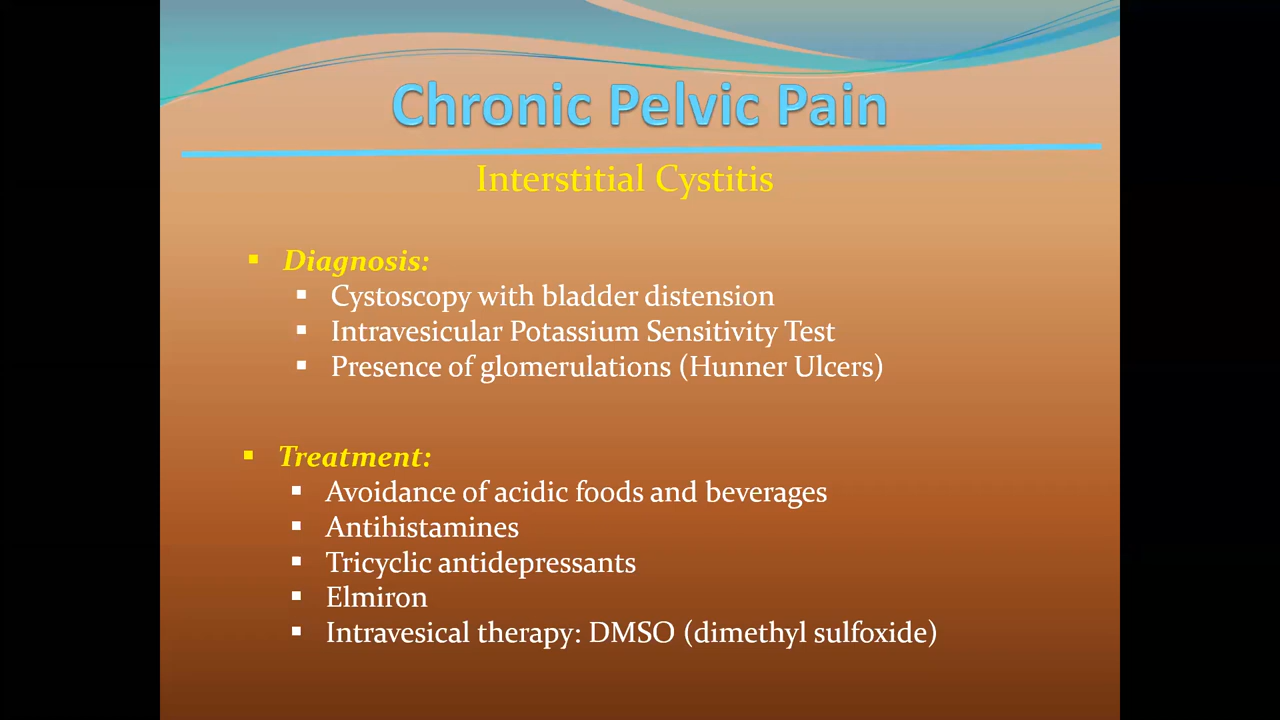 Chronic Pelvic Pain
Interstitial Cystitis
Diagnosis:
Cystoscopy with bladder distension
Intravesicular Potassium Sensitivity Test
Presence of glomerulations (Hunner Ulcers)
Treatment:
Avoidance of acidic foods and beverages
Antihistamines
Tricyclic antidepressants
Elmiron
Intravesical therapy: DMSO (dimethyl sulfoxide)